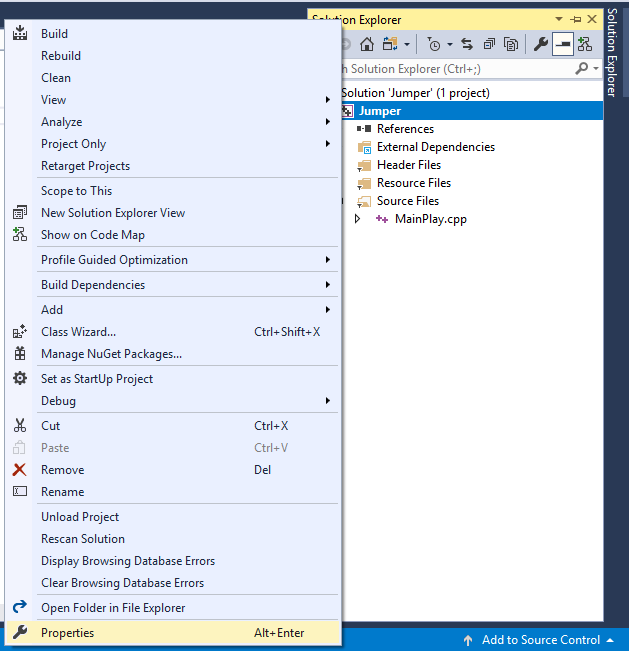 Build
Rebuild
Clean
View
Analyze
Project Only
Retarget Projects
Scope to This
New Solution Explorer View
Show on Code Map
Profile Guided Optimization
Build Dependencies
Add
Class Wizard... Ctrl+Shift+X
Manage NuGet Packages...
Set as StartUp Project
Debug
Cut Ctrl+X
Paste Ctrl+V
Remove Del
Rename
Unload Project
Rescan Solution
Display Browsing Database Errors
Clear Browsing Database Errors
Open Folder in File Explorer
Properties Alt+Enter
Solution Explorer
h Solution Explorer (Ctrl+;)
Solution 'Jumper' (1 project)
Jumper
References
External Dependencies
Header Files
Resource Files
Source Files
MainPlay.cpp
Solution Explorer
Add to Source Control